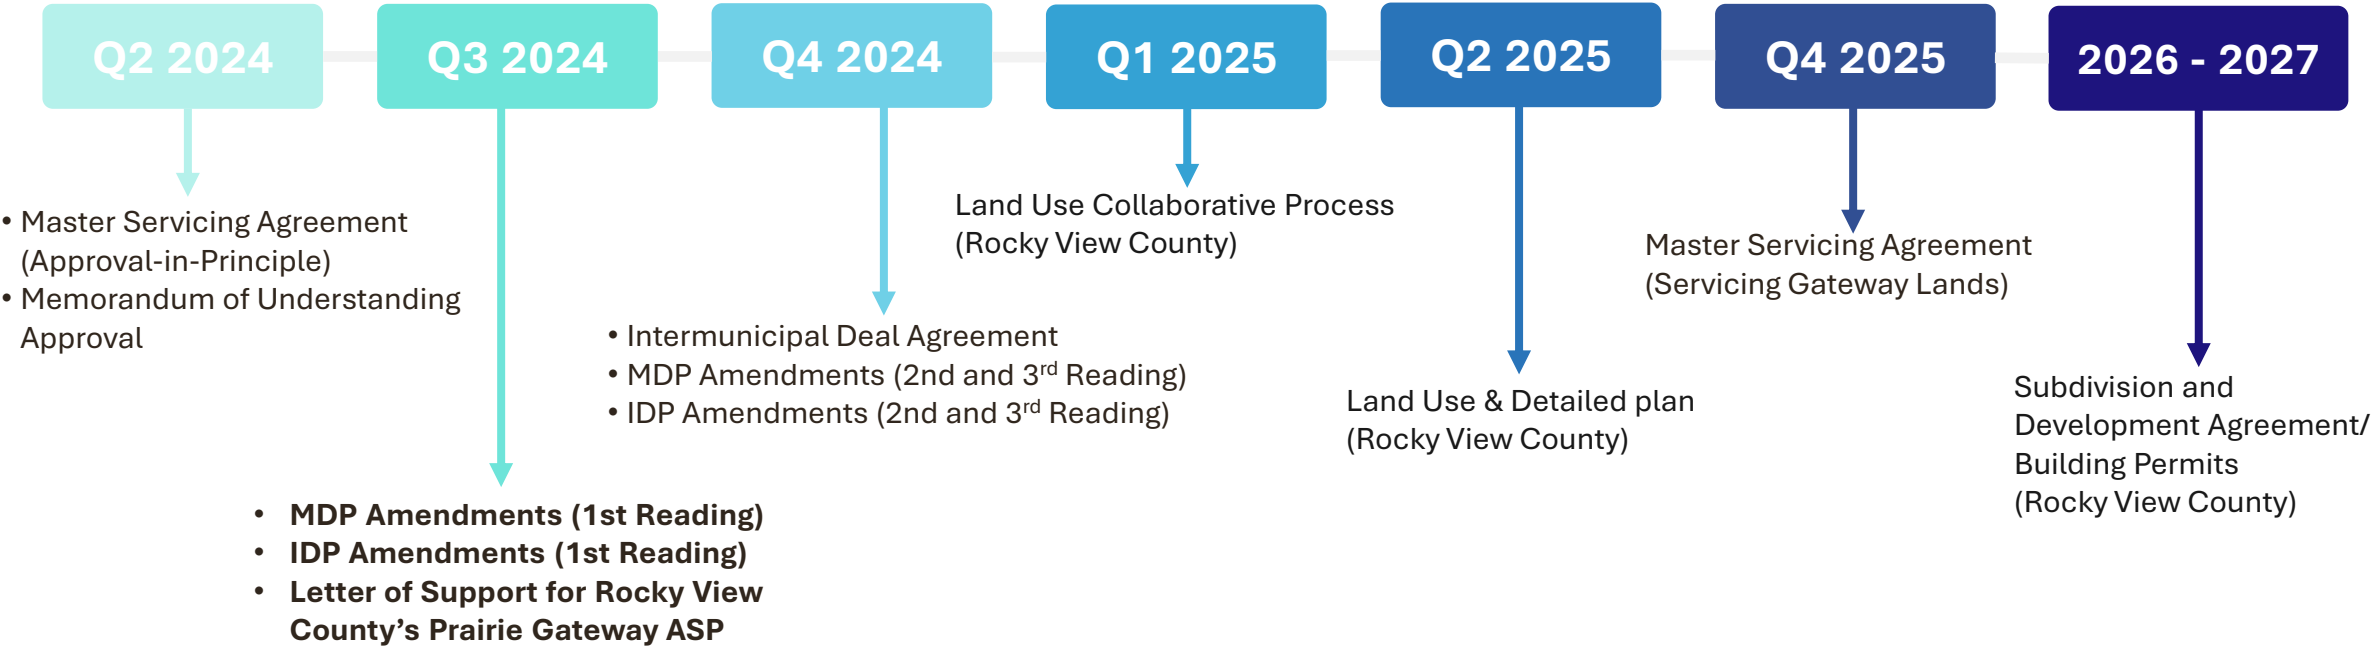 Q2 2024
Q3 2024
Q4 2024
Q1 2025
Q2 2025
Q4 2025
2026 - 2027
• Master Servicing Agreement
(Approval-in-Principle)
• Memorandum of Understanding
Approval
• MDP Amendments (1st Reading)
• IDP Amendments (1st Reading)
• Letter of Support for Rocky View
County’s Prairie Gateway ASP
• Intermunicipal Deal Agreement
• MDP Amendments (2nd and 3rd Reading)
• IDP Amendments (2nd and 3rd Reading)
Land Use Collaborative Process
(Rocky View County)
Land Use & Detailed plan
(Rocky View County)
Master Servicing Agreement
(Servicing Gateway Lands)
Subdivision and
Development Agreement/
Building Permits
(Rocky View County)